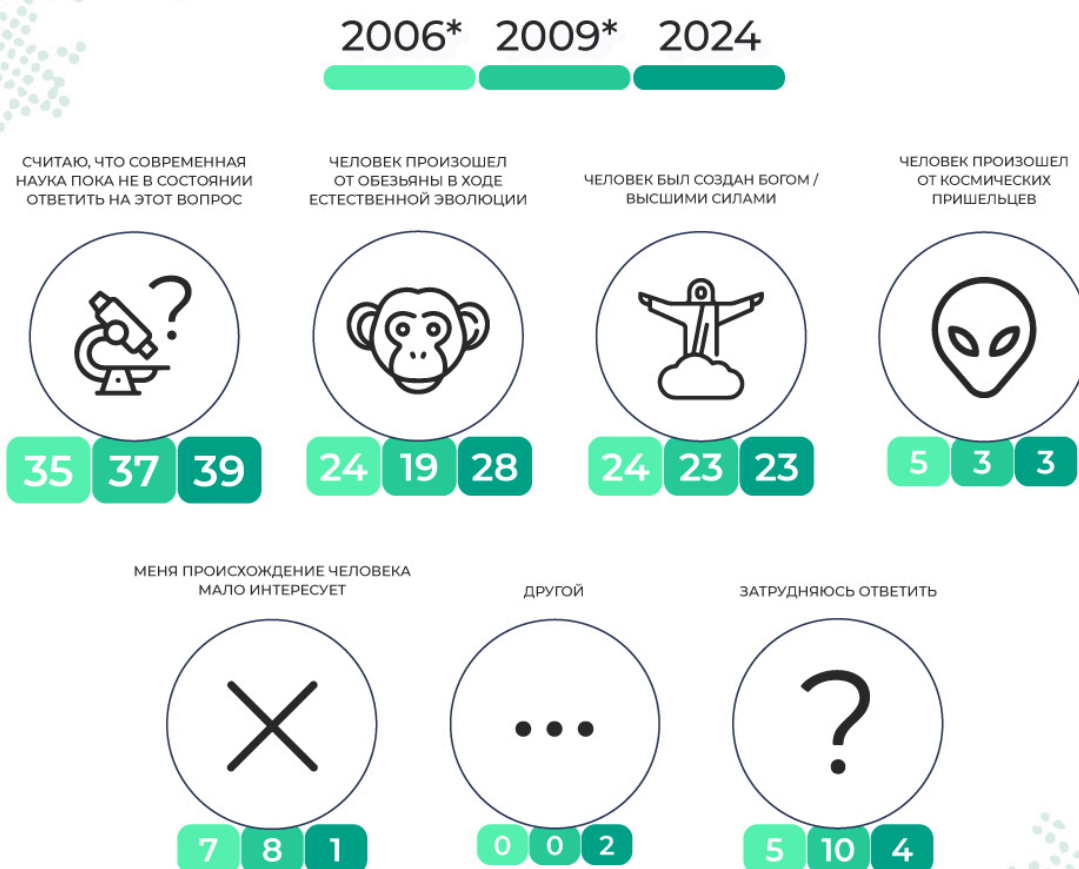 2006* 2009* 2024
СЧИТАЮ, ЧТО СОВРЕМЕННАЯ
НАУКА ПОКА НЕ В СОСТОЯНИИ
ОТВЕТИТЬ НА ЭТОТ ВОПРОС
35 37 39
ЧЕЛОВЕК ПРОИЗОШЕЛ
ОТ ОБЕЗЬЯНЫ В ХОДЕ
ЕСТЕСТВЕННОЙ ЭВОЛЮЦИИ
24 19 28
ЧЕЛОВЕК БЫЛ СОЗДАН БОГОМ /
ВЫСШИМИ СИЛАМИ
24 23 23
ЧЕЛОВЕК ПРОИЗОШЕЛ
ОТ КОСМИЧЕСКИХ
ПРИШЕЛЬЦЕВ
5 3 3
МЕНЯ ПРОИСХОЖДЕНИЕ ЧЕЛОВЕКА
МАЛО ИНТЕРЕСУЕТ
7 8 1
ДРУГОЙ
0 0 2
ЗАТРУДНЯЮСЬ ОТВЕТИТЬ
5 10 4